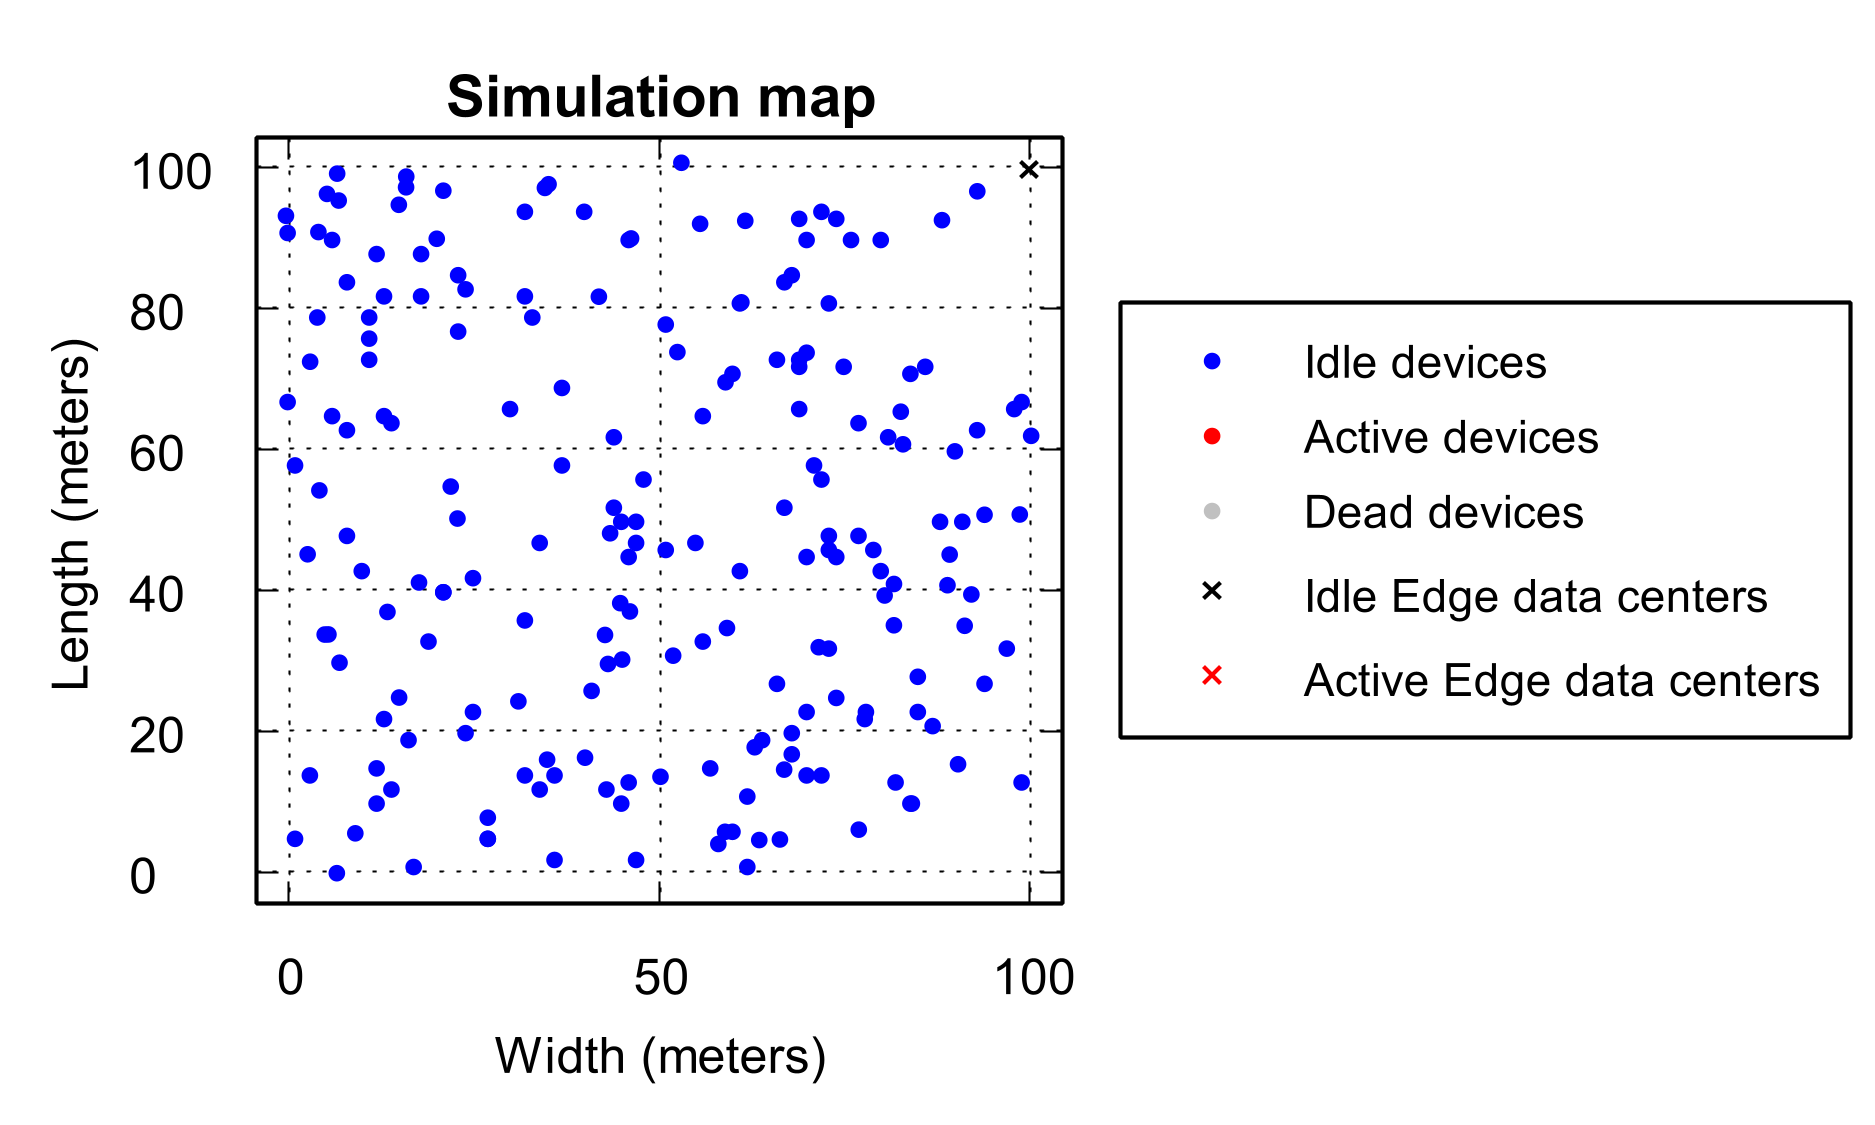 Simulation map
100
80
60
40
20
0
Length (meters)
0
50
100
Width (meters)
Idle devices
Active devices
Dead devices
Idle Edge data centers
Active Edge data centers